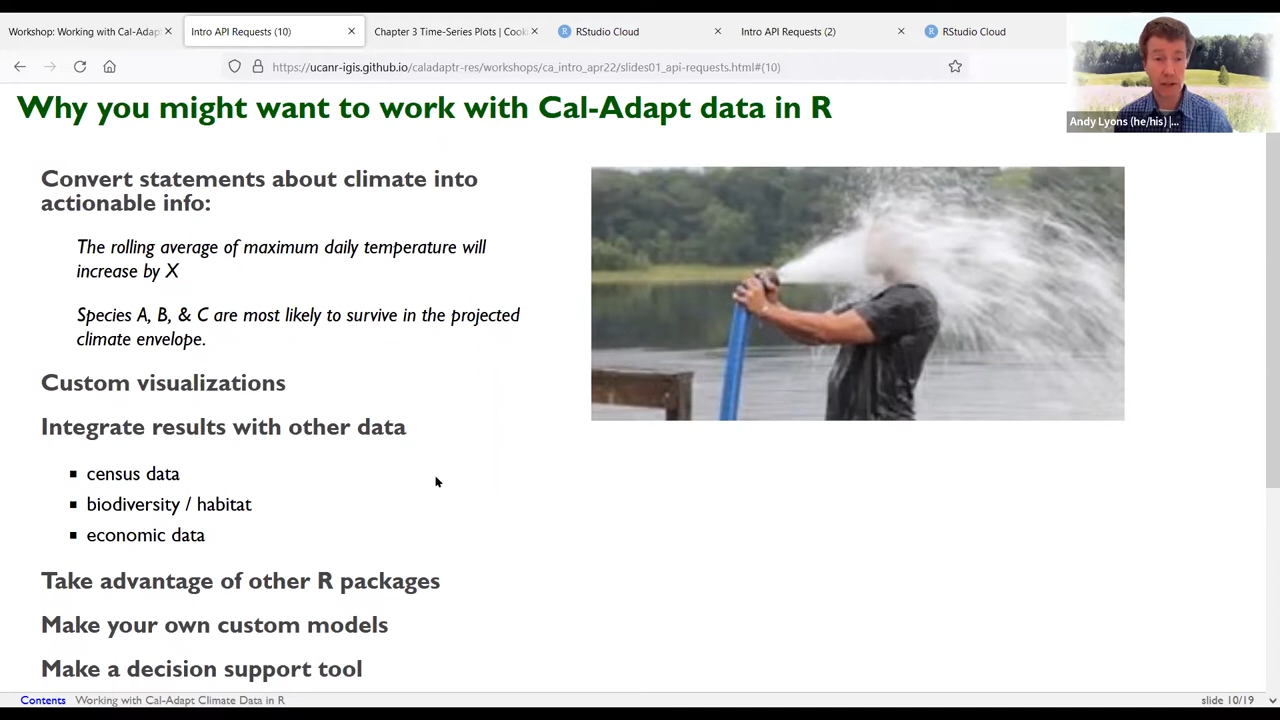 Workshop: Working with Cal-Adap
Intro API Requests (10)
Chapter 3 Time-Series Plots | Cook
RStudio Cloud
Intro API Requests (2)
RStudio Cloud
https://ucanr-igis.github.io/caladaptr-res/workshops/ca_intro_apr22/slides01_api-requests.html#(10)
Andy Lyons (he/his) |...
Why you might want to work with Cal-Adapt data in R
Convert statements about climate into
actionable info:
The rolling average of maximum daily temperature will
increase by X
Species A, B, & C are most likely to survive in the projected
climate envelope.
Custom visualizations
Integrate results with other data
census data
biodiversity / habitat
economic data
Take advantage of other R packages
Make your own custom models
Make a decision support tool
Contents Working with Cal-Adapt Climate Data in R
slide 10/19